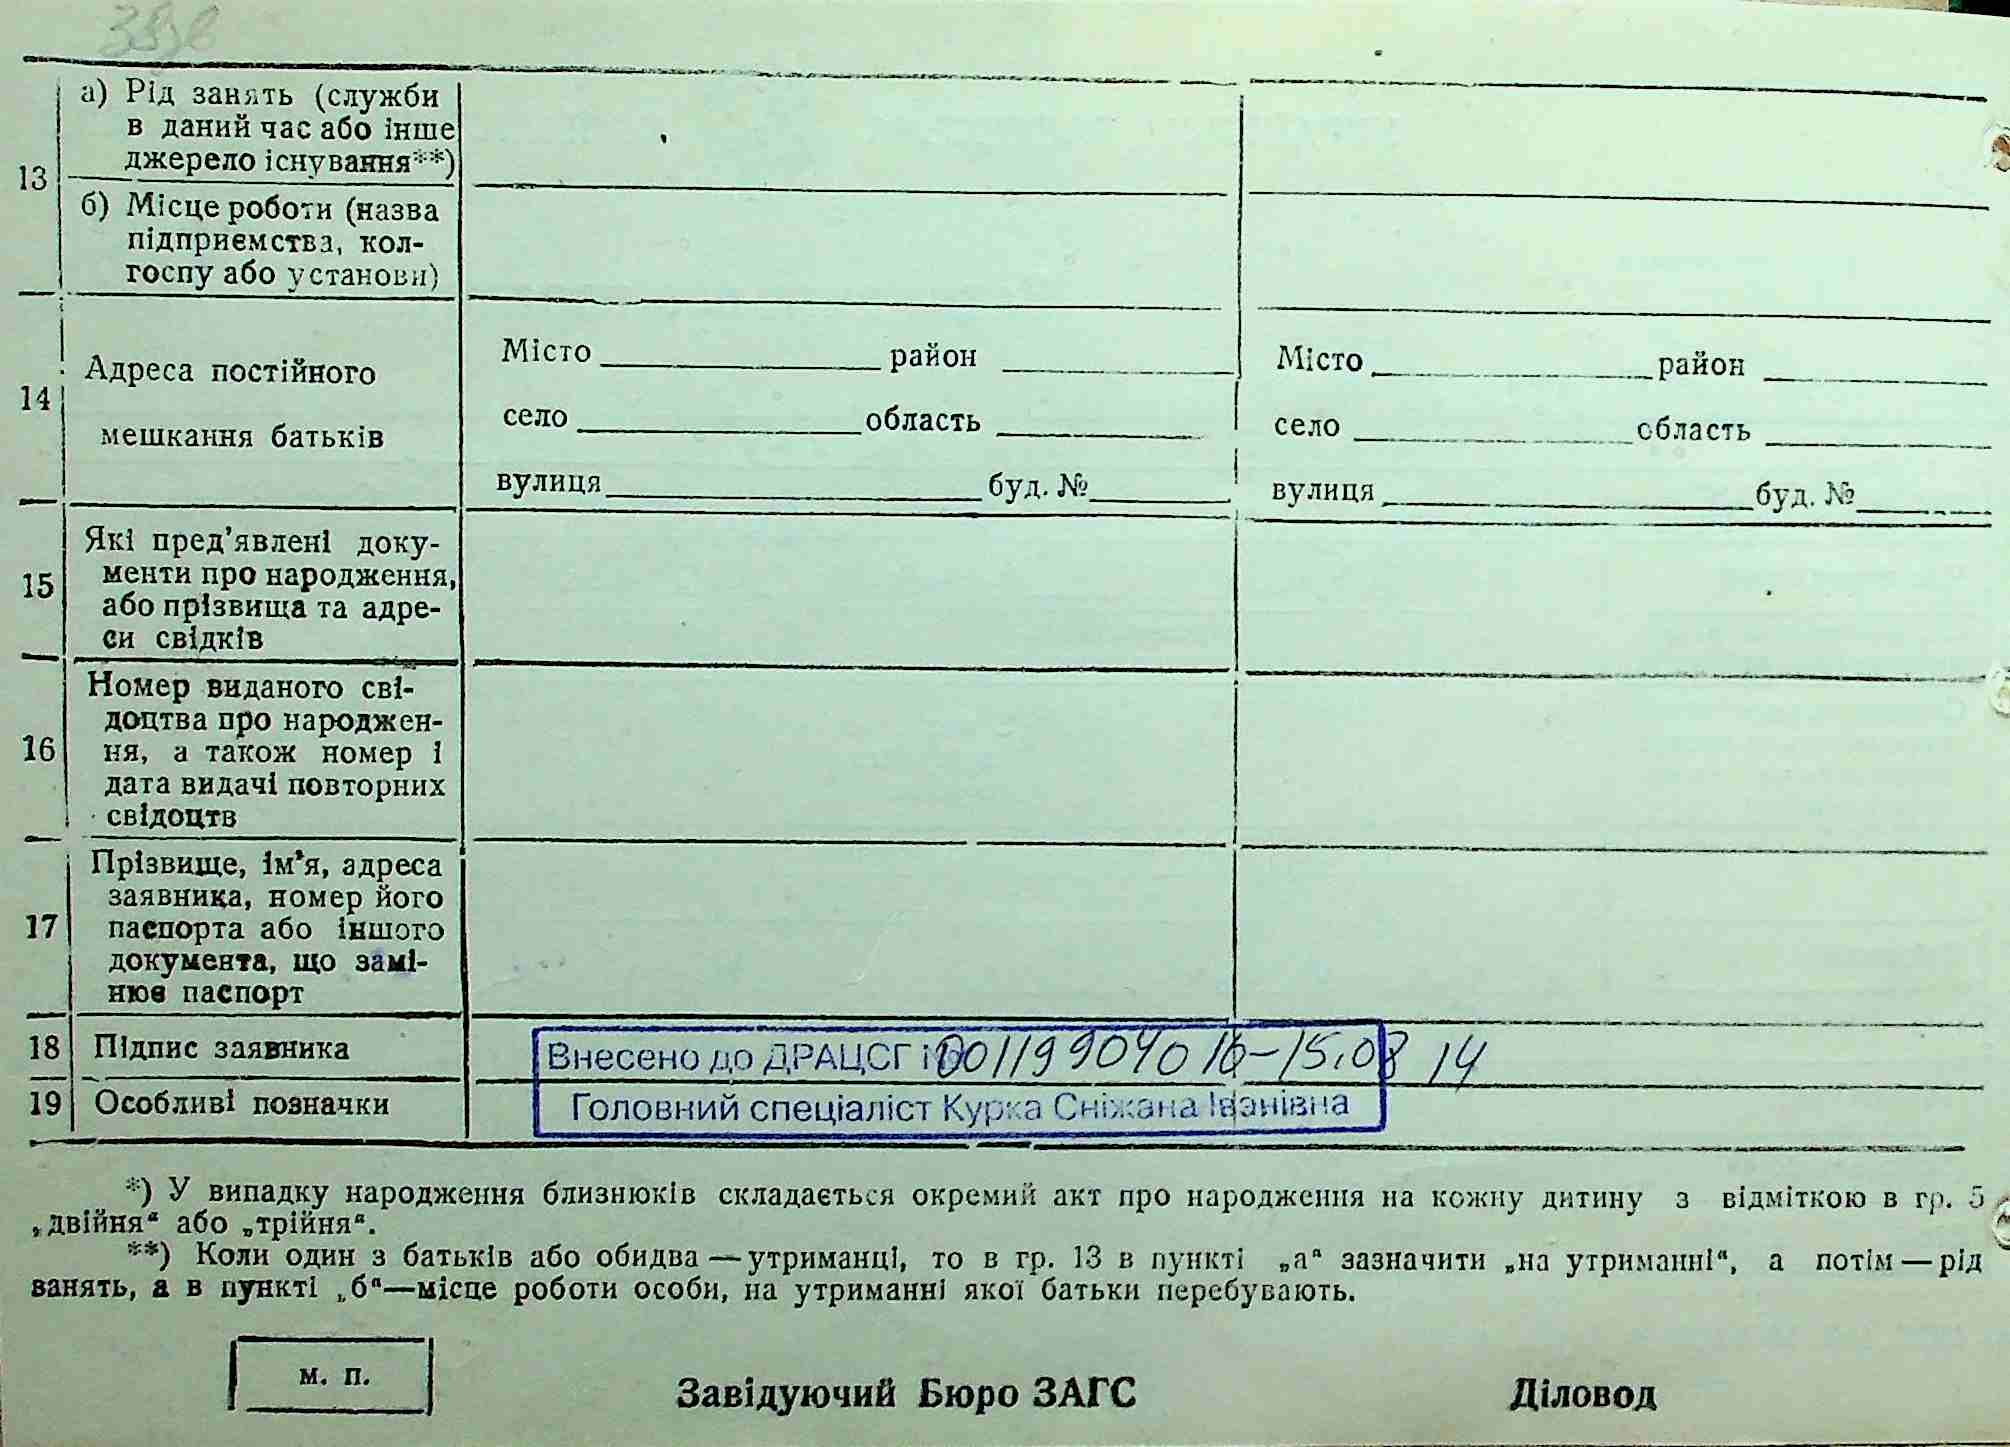 13
а) Рід занять (служби
в даний час або інше
джерело існування**)
б) Місце роботи (назва
підприємства, кол-
госпу або установи)
14
Адреса постійного
мешкання батьків
Місто район
село область
вулиця буд. №
Місто район
село область
вулиця буд. №
15
Які пред’явлені доку-
менти про народження,
або прізвища та адре-
си свідків
16
Номер виданого сві-
доцтва про народжен-
ня, а також номер і
дата видачі повторних
свідоцтв
17
Прізвище, ім’я, адреса
заявника, номер його
паспорта або іншого
документа, що замі-
нює паспорт
18 Підпис заявника
Внесено до ДРАЦСГ № 00119904016-15.08 14
19 Особливі позначки
Головний спеціаліст Курка Сніжана Іванівна
*) У випадку народження близнюків складається окремий акт про народження на кожну дитину з відміткою в гр. 5
„двійня“ або „трійня“.
**) Коли один з батьків або обидва — утриманці, то в гр. 13 в пункті „а“ зазначити „на утриманні“, а потім — рід
занять, а в пункті „б“—місце роботи особи, на утриманні якої батьки перебувають.
м. п.
Завідуючий Бюро ЗАГС Діловод